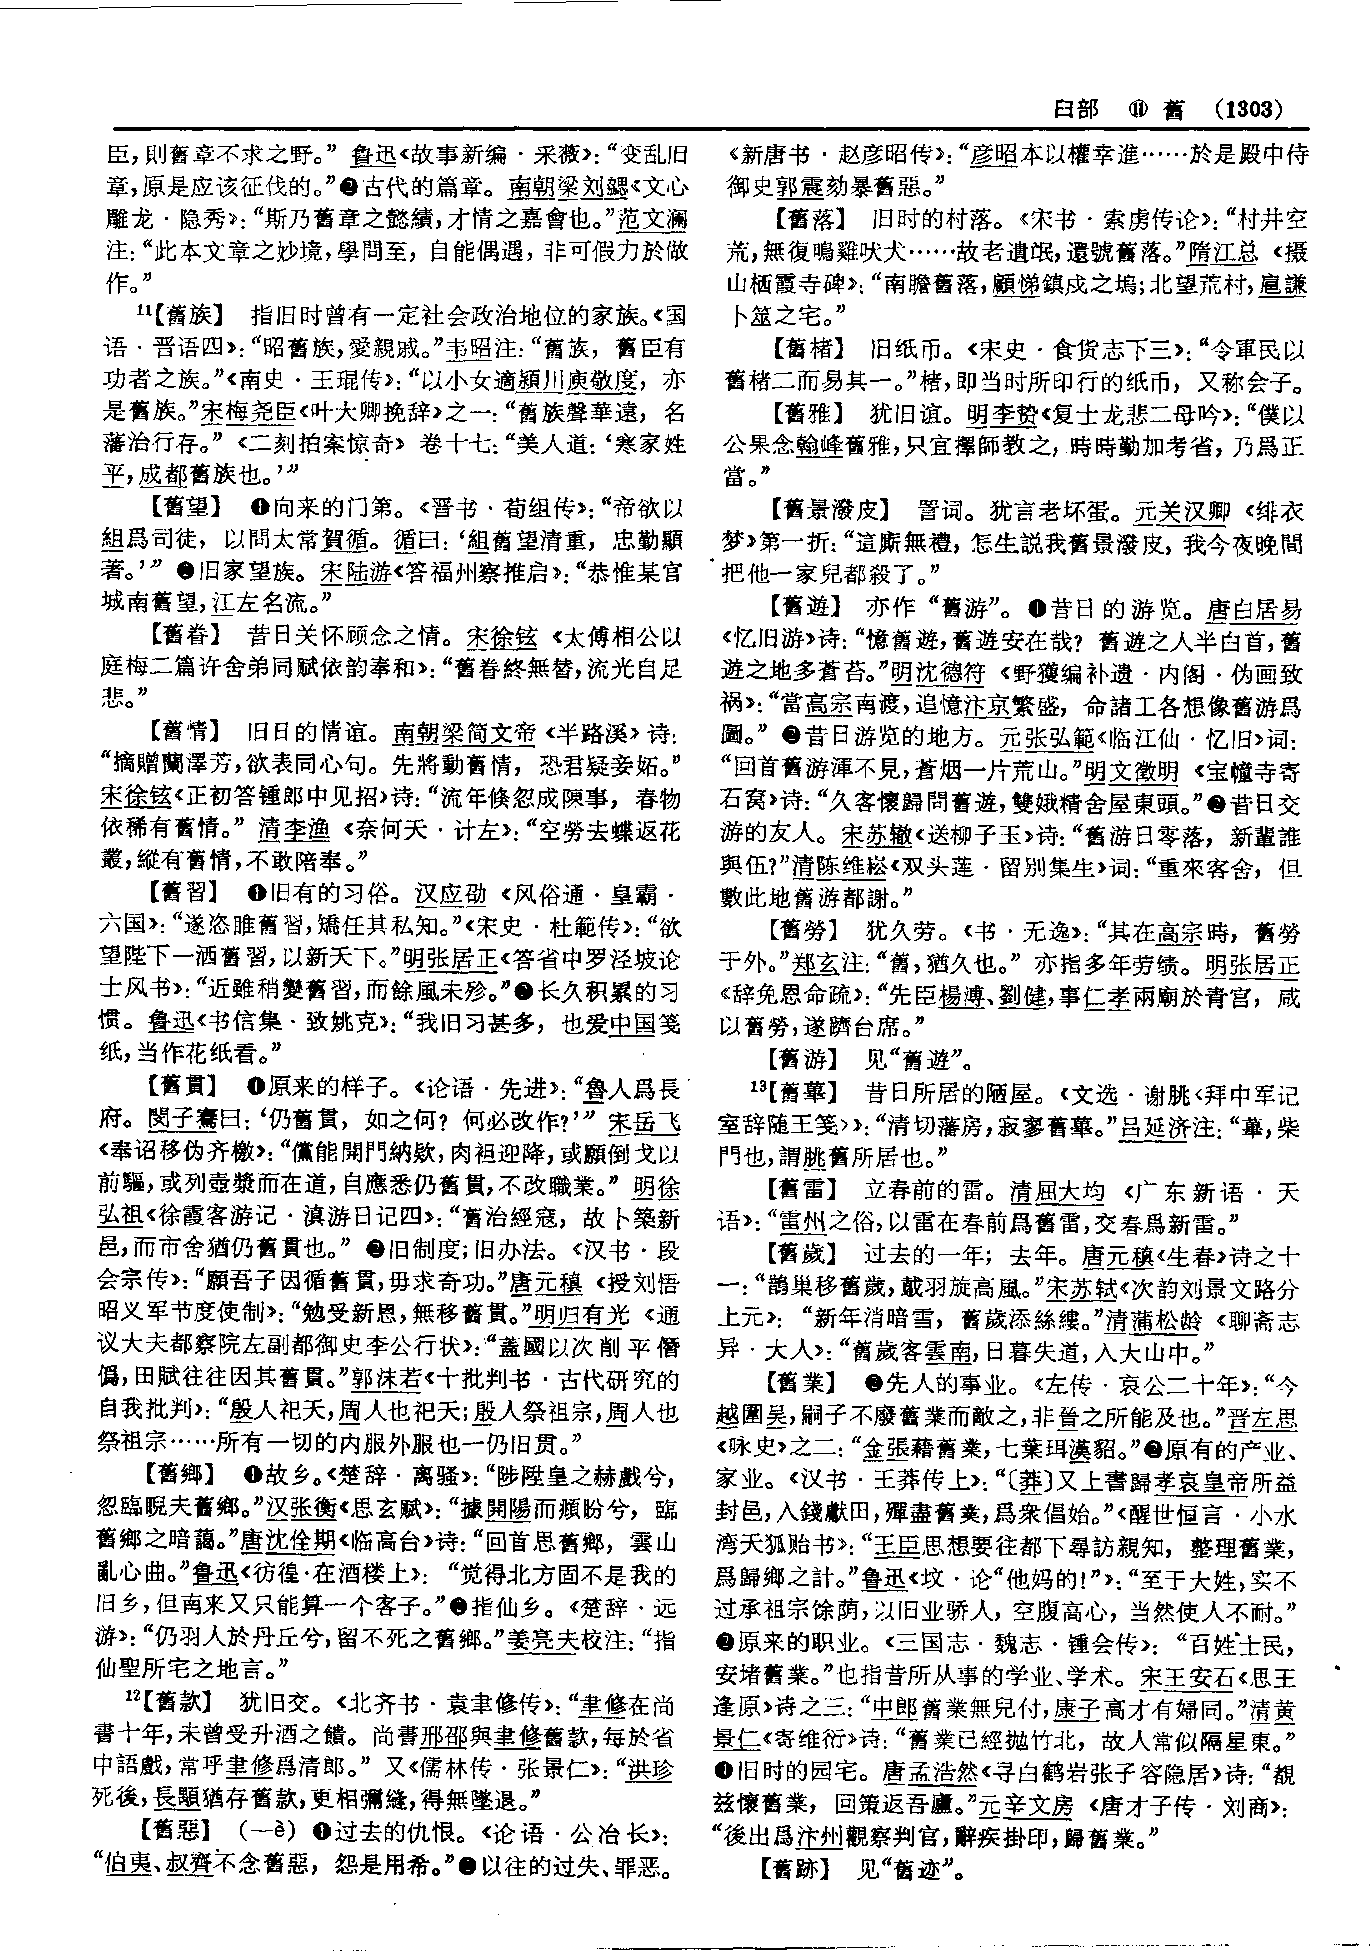 臼部 ⑪ 舊 (1303)
臣，則舊章不求之野。” 鲁迅《故事新编·采薇》：“变乱旧
章，原是应该征伐的。”❷古代的篇章。南朝梁刘勰《文心
雕龙·隐秀》：“斯乃舊章之懿績，才情之嘉會也。”范文澜
注：“此本文章之妙境，學問至，自能偶遇，非可假力於做
作。”
11【舊族】 指旧时曾有一定社会政治地位的家族。《国
语·晋语四》：“昭舊族，愛親戚。”韦昭注：“舊族，舊臣有
功者之族。”《南史·王琨传》：“以小女適潁川庾敬度，亦
是舊族。”宋梅尧臣《叶大卿挽辞》之一：“舊族聲華遠，名
藩治行存。” 《二刻拍案惊奇》卷十七：“美人道：‘寒家姓
平，成都舊族也。’”
【舊望】 ❶向来的门第。《晋书·荀组传》：“帝欲以
組爲司徒，以問太常賀循。循曰：‘組舊望清重，忠勤顯
著。’” ❷旧家望族。宋陆游《答福州察推启》：“恭惟某官
城南舊望，江左名流。”
【舊眷】 昔日关怀顾念之情。宋徐铉《太傅相公以
庭梅二篇许舍弟同赋依韵奉和》：“舊眷終無替，流光自足
悲。”
【舊情】 旧日的情谊。南朝梁简文帝《半路溪》诗：
“摘贈蘭澤芳，欲表同心句。先將動舊情，恐君疑妾妬。”
宋徐铉《正初答锺郎中见招》诗：“流年倏忽成陳事，春物
依稀有舊情。” 清李渔《奈何天·计左》：“空勞去蝶返花
叢，縱有舊情，不敢陪奉。”
【舊習】 ❶旧有的习俗。汉应劭《风俗通·皇霸·
六国》：“遂恣睢舊習，矯任其私知。”《宋史·杜範传》：“欲
望陛下一洒舊習，以新天下。”明张居正《答省中罗泾坡论
士风书》：“近雖稍變舊習，而餘風未殄。”❷长久积累的习
惯。鲁迅《书信集·致姚克》：“我旧习甚多，也爱中国笺
纸，当作花纸看。”
【舊貫】 ❶原来的样子。《论语·先进》：“魯人爲長
府。閔子騫曰：‘仍舊貫，如之何？何必改作？’” 宋岳飞
《奉诏移伪齐檄》：“儻能開門納欵，肉袒迎降，或願倒戈以
前驅，或列壺漿而在道，自應悉仍舊貫，不改職業。” 明徐
弘祖《徐霞客游记·滇游日记四》：“舊治經寇，故卜築新
邑，而市舍猶仍舊貫也。” ❷旧制度；旧办法。《汉书·段
会宗传》：“願吾子因循舊貫，毋求奇功。”唐元稹《授刘悟
昭义军节度使制》：“勉受新恩，無移舊貫。”明归有光《通
议大夫都察院左副都御史李公行状》：“蓋國以次削平僭
僞，田賦往往因其舊貫。”郭沫若《十批判书·古代研究的
自我批判》：“殷人祀天，周人也祀天；殷人祭祖宗，周人也
祭祖宗……所有一切的内服外服也一仍旧贯。”
【舊鄉】 ❶故乡。《楚辞·离骚》：“陟陞皇之赫戲兮，
忽臨睨夫舊鄉。”汉张衡《思玄赋》：“據開陽而頫盼兮，臨
舊鄉之暗藹。”唐沈佺期《临高台》诗：“回首思舊鄉，雲山
亂心曲。”鲁迅《彷徨·在酒楼上》：“觉得北方固不是我的
旧乡，但南来又只能算一个客子。”❷指仙乡。《楚辞·远
游》：“仍羽人於丹丘兮，留不死之舊鄉。”姜亮夫校注：“指
仙聖所宅之地言。”
12【舊款】 犹旧交。《北齐书·袁聿修传》：“聿修在尚
書十年，未曾受升酒之饋。尚書邢邵與聿修舊款，每於省
中語戲，常呼聿修爲清郎。” 又《儒林传·张景仁》：“洪珍
死後，長顒猶存舊款，更相彌縫，得無墜退。”
【舊惡】 (—è) ❶过去的仇恨。《论语·公冶长》：
“伯夷、叔齊不念舊惡，怨是用希。”❷以往的过失、罪恶。
《新唐书·赵彦昭传》：“彦昭本以權幸進……於是殿中侍
御史郭震劾暴舊惡。”
【舊落】 旧时的村落。《宋书·索虏传论》：“村井空
荒，無復鳴雞吠犬……故老遺氓，還號舊落。”隋江总《摄
山栖霞寺碑》：“南瞻舊落，顧悌鎮戍之塢；北望荒村，扈謙
卜筮之宅。”
【舊楮】 旧纸币。《宋史·食货志下三》：“令軍民以
舊楮二而易其一。”楮，即当时所印行的纸币，又称会子。
【舊雅】 犹旧谊。明李贽《复士龙悲二母吟》：“僕以
公果念翰峰舊雅，只宜擇師教之，時時勤加考省，乃爲正
當。”
【舊景潑皮】 詈词。犹言老坏蛋。元关汉卿《绯衣
梦》第一折：“這廝無禮，怎生說我舊景潑皮，我今夜晚間
把他一家兒都殺了。”
【舊遊】 亦作“舊游”。❶昔日的游览。唐白居易
《忆旧游》诗：“憶舊遊，舊遊安在哉？舊遊之人半白首，舊
遊之地多蒼苔。”明沈德符《野獲编补遗·内阁·伪画致
祸》：“當高宗南渡，追憶汴京繁盛，命諸工各想像舊游爲
圖。” ❷昔日游览的地方。元张弘範《临江仙·忆旧》词：
“回首舊游渾不見，蒼烟一片荒山。”明文徵明《宝幢寺寄
石窝》诗：“久客懷歸問舊遊，雙娥精舍屋東頭。”❷昔日交
游的友人。宋苏辙《送柳子玉》诗：“舊游日零落，新輩誰
與伍？”清陈维崧《双头莲·留别集生》词：“重來客舍，但
數此地舊游都謝。”
【舊勞】 犹久劳。《书·无逸》：“其在高宗時，舊勞
于外。”郑玄注：“舊，猶久也。” 亦指多年劳绩。明张居正
《辞免恩命疏》：“先臣楊溥、劉健，事仁孝兩廟於青宫，咸
以舊勞，遂躋台席。”
【舊游】 见“舊遊”。
13【舊蓽】 昔日所居的陋屋。《文选·谢朓〈拜中军记
室辞随王笺〉》：“清切藩房，寂寥舊蓽。”吕延济注：“蓽，柴
門也，謂朓舊所居也。”
【舊雷】 立春前的雷。清屈大均《广东新语·天
语》：“雷州之俗，以雷在春前爲舊雷，交春爲新雷。”
【舊歲】 过去的一年；去年。唐元稹《生春》诗之十
一：“鹊巢移舊歲，戴羽旋高風。”宋苏轼《次韵刘景文路分
上元》：“新年消暗雪，舊歲添絲縷。”清蒲松龄《聊斋志
异·大人》：“舊歲客雲南，日暮失道，入大山中。”
【舊業】 ❷先人的事业。《左传·哀公二十年》：“今
越圍吴，嗣子不廢舊業而敵之，非晉之所能及也。”晋左思
《咏史》之二：“金張藉舊業，七葉珥漢貂。”❷原有的产业、
家业。《汉书·王莽传上》：“〔莽〕又上書歸孝哀皇帝所益
封邑，入錢獻田，殫盡舊業，爲衆倡始。”《醒世恒言·小水
湾天狐贻书》：“王臣思想要往都下尋訪親知，整理舊業，
爲歸鄉之計。”鲁迅《坟·论“他妈的！”》：“至于大姓，实不
过承祖宗馀荫，以旧业骄人，空腹高心，当然使人不耐。”
❷原来的职业。《三国志·魏志·锺会传》：“百姓士民，
安堵舊業。”也指昔所从事的学业、学术。宋王安石《思王
逢原》诗之三：“中郎舊業無兒付，康子高才有婦同。”清黄
景仁《寄维衍》诗：“舊業已經抛竹北，故人常似隔星東。”
❶旧时的园宅。唐孟浩然《寻白鹤岩张子容隐居》诗：“覩
兹懷舊業，回策返吾廬。”元辛文房《唐才子传·刘商》：
“後出爲汴州觀察判官，辭疾掛印，歸舊業。”
【舊跡】 见“舊迹”。